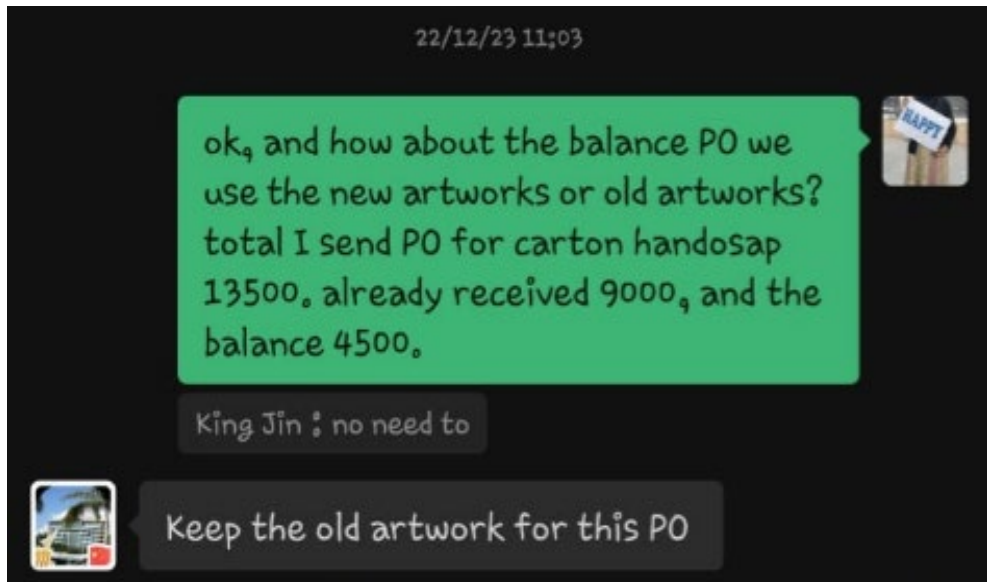 22/12/23 11:03
ok, and how about the balance PO we
use the new artworks or old artworks?
total I send PO for carton handosap
13500. already received 9000, and the
balance 4500.
HAPPY
King Jin : no need to
Keep the old artwork for this PO